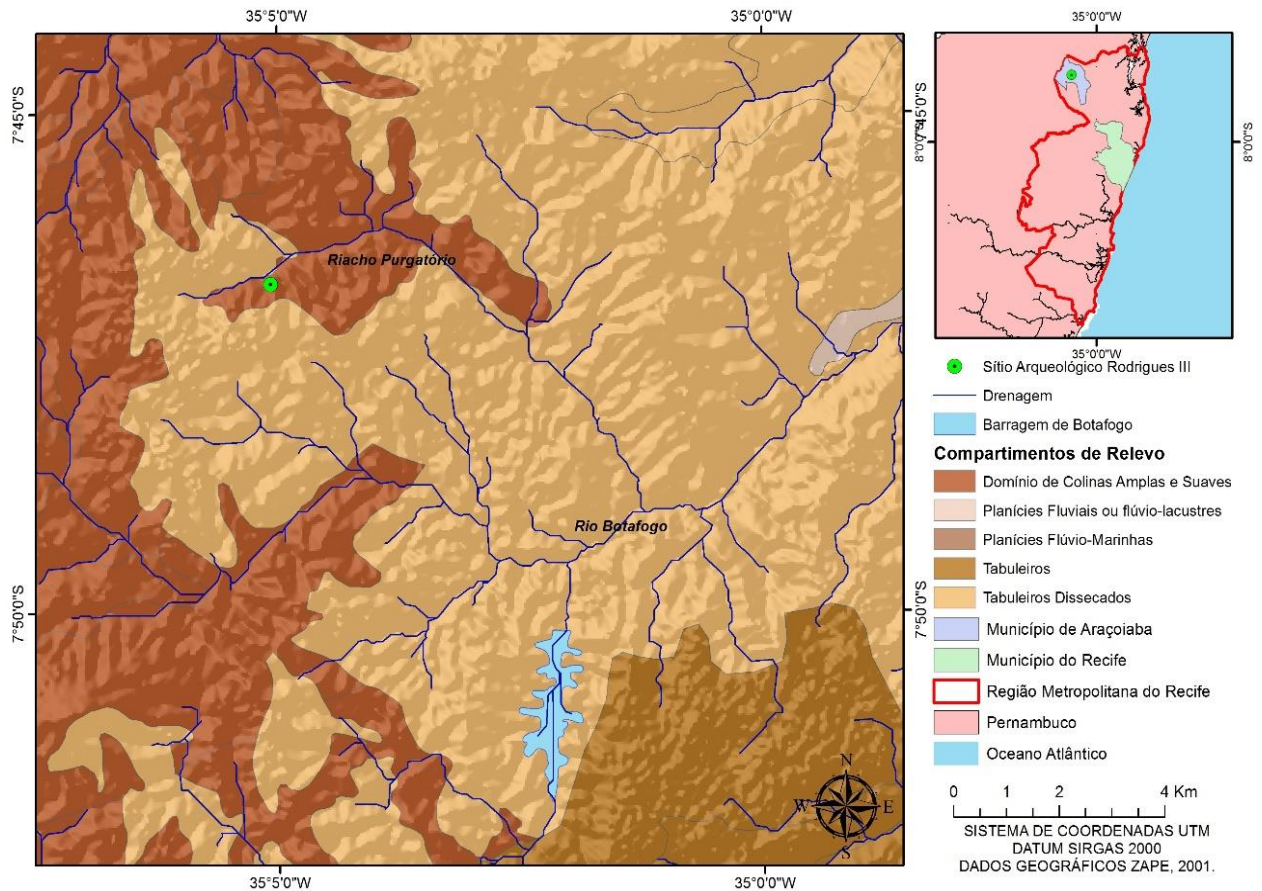 35°5'0"W
35°0'0"W
7°45'0"S
7°50'0"S
Riacho Purgatório
Rio Botafogo
N
W
E
S
7°45'0"S
7°50'0"S
35°5'0"W
35°0'0"W
35°0'0"W
8°0'0"S
8°0'0"S
35°0'0"W
Sítio Arqueológico Rodrigues III
Drenagem
Barragem de Botafogo
Compartimentos de Relevo
Domínio de Colinas Amplas e Suaves
Planícies Fluviais ou flúvio-lacustres
Planícies Flúvio-Marinhas
Tabuleiros
Tabuleiros Dissecados
Município de Araçoiaba
Município do Recife
Região Metropolitana do Recife
Pernambuco
Oceano Atlântico
0 1 2 4 Km
SISTEMA DE COORDENADAS UTM
DATUM SIRGAS 2000
DADOS GEOGRÁFICOS ZAPE, 2001.